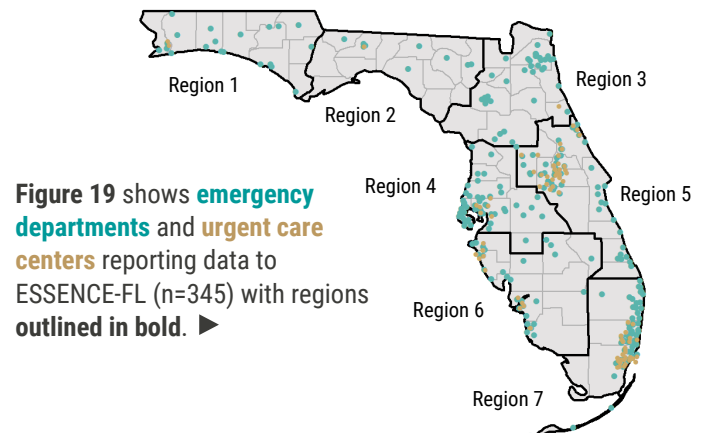 Region 1
Region 2
Region 3
Region 4
Region 5
Figure 19 shows emergency
departments and urgent care
centers reporting data to
ESSENCE-FL (n=345) with regions
outlined in bold. ►
Region 6
Region 7